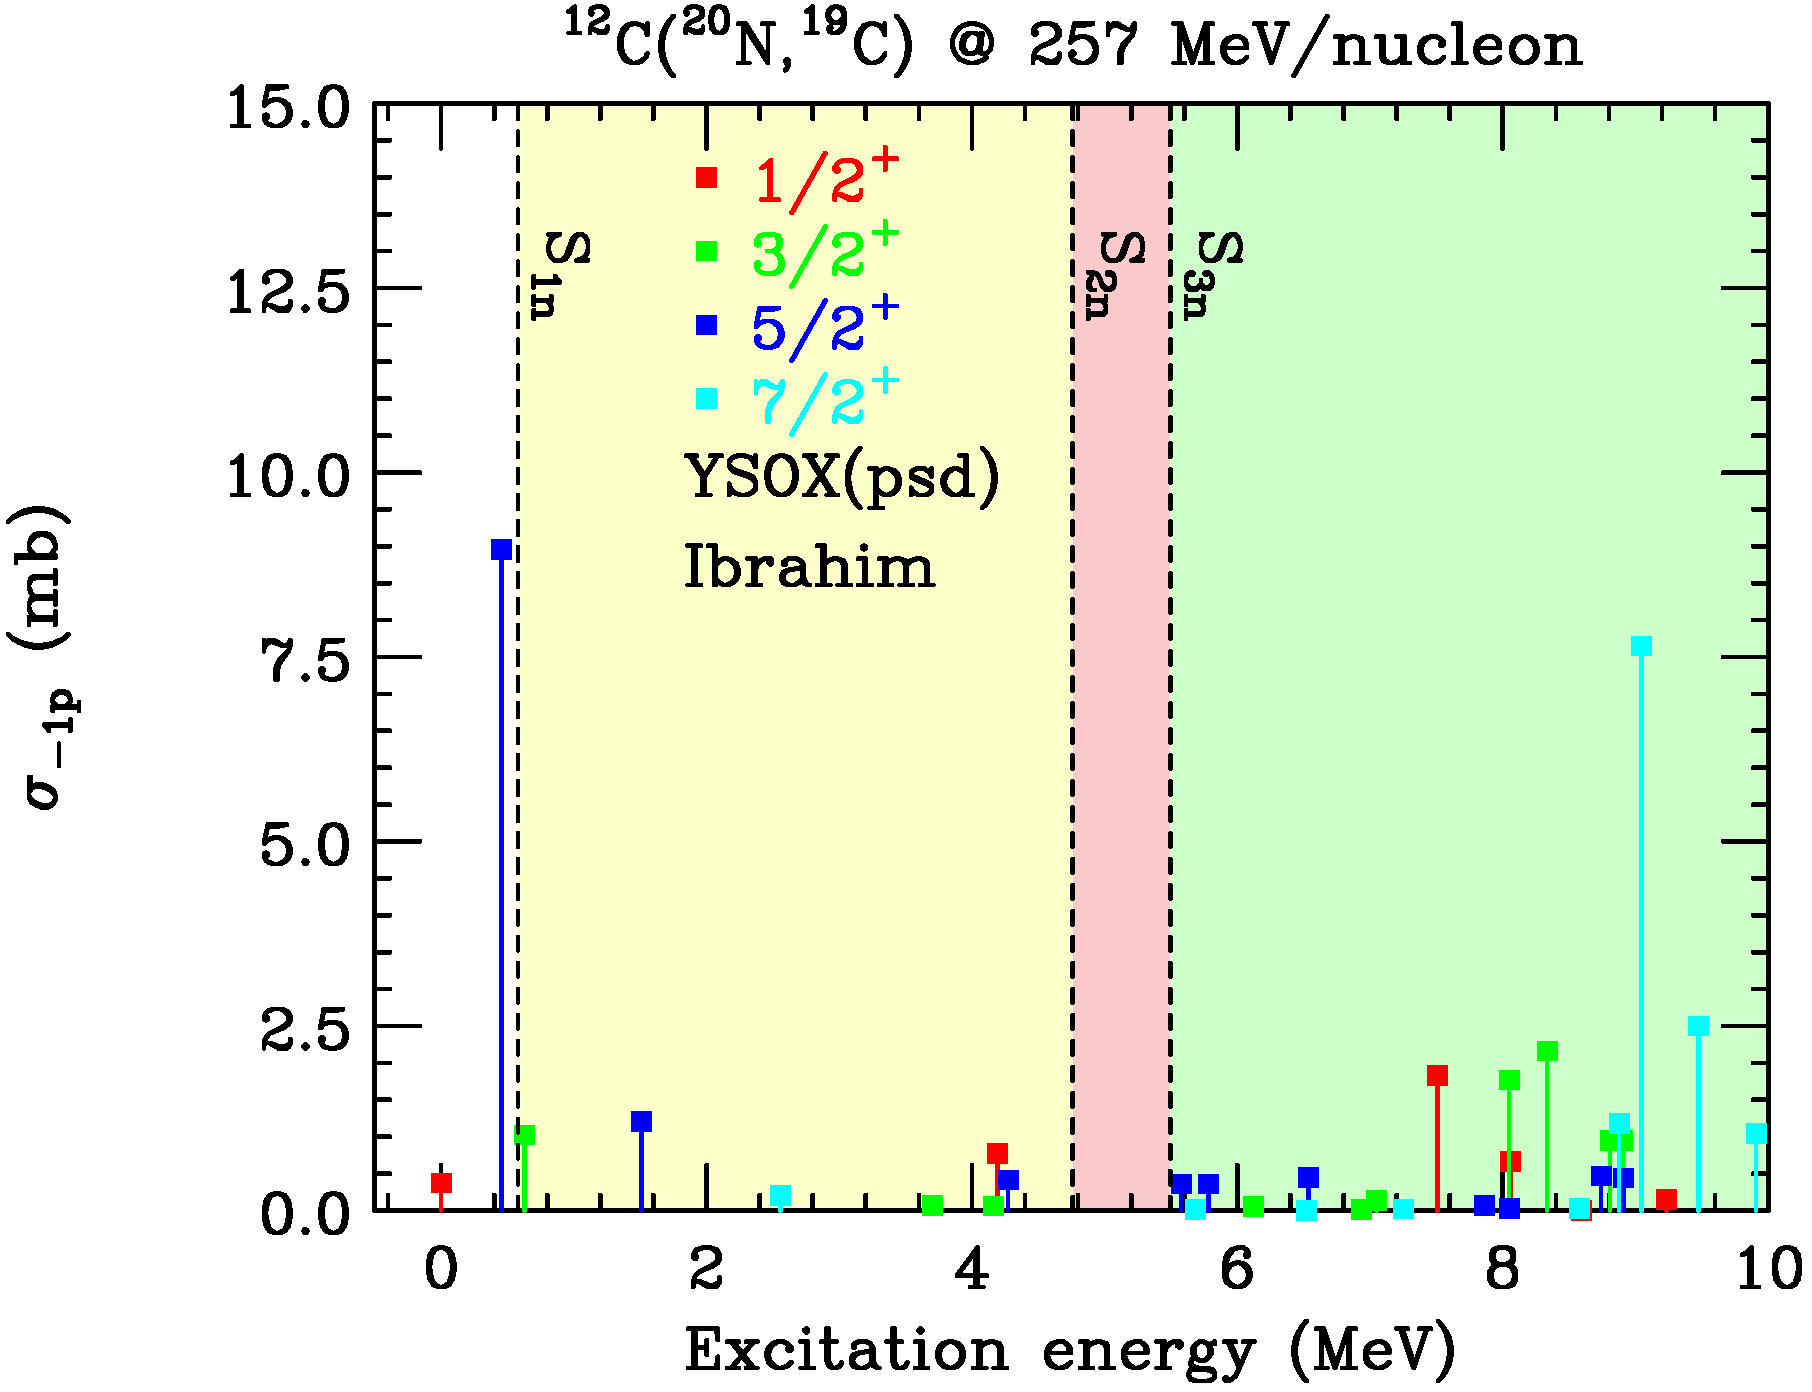 ¹²C(²⁰N,¹⁹C) @ 257 MeV/nucleon
15.0
12.5
10.0
7.5
5.0
2.5
0.0
σ₋₁ₚ (mb)
S₁ₙ
S₂ₙ
S₃ₙ
1/2⁺
3/2⁺
5/2⁺
7/2⁺
YSOX(psd)
Ibrahim
0 2 4 6 8 10
Excitation energy (MeV)